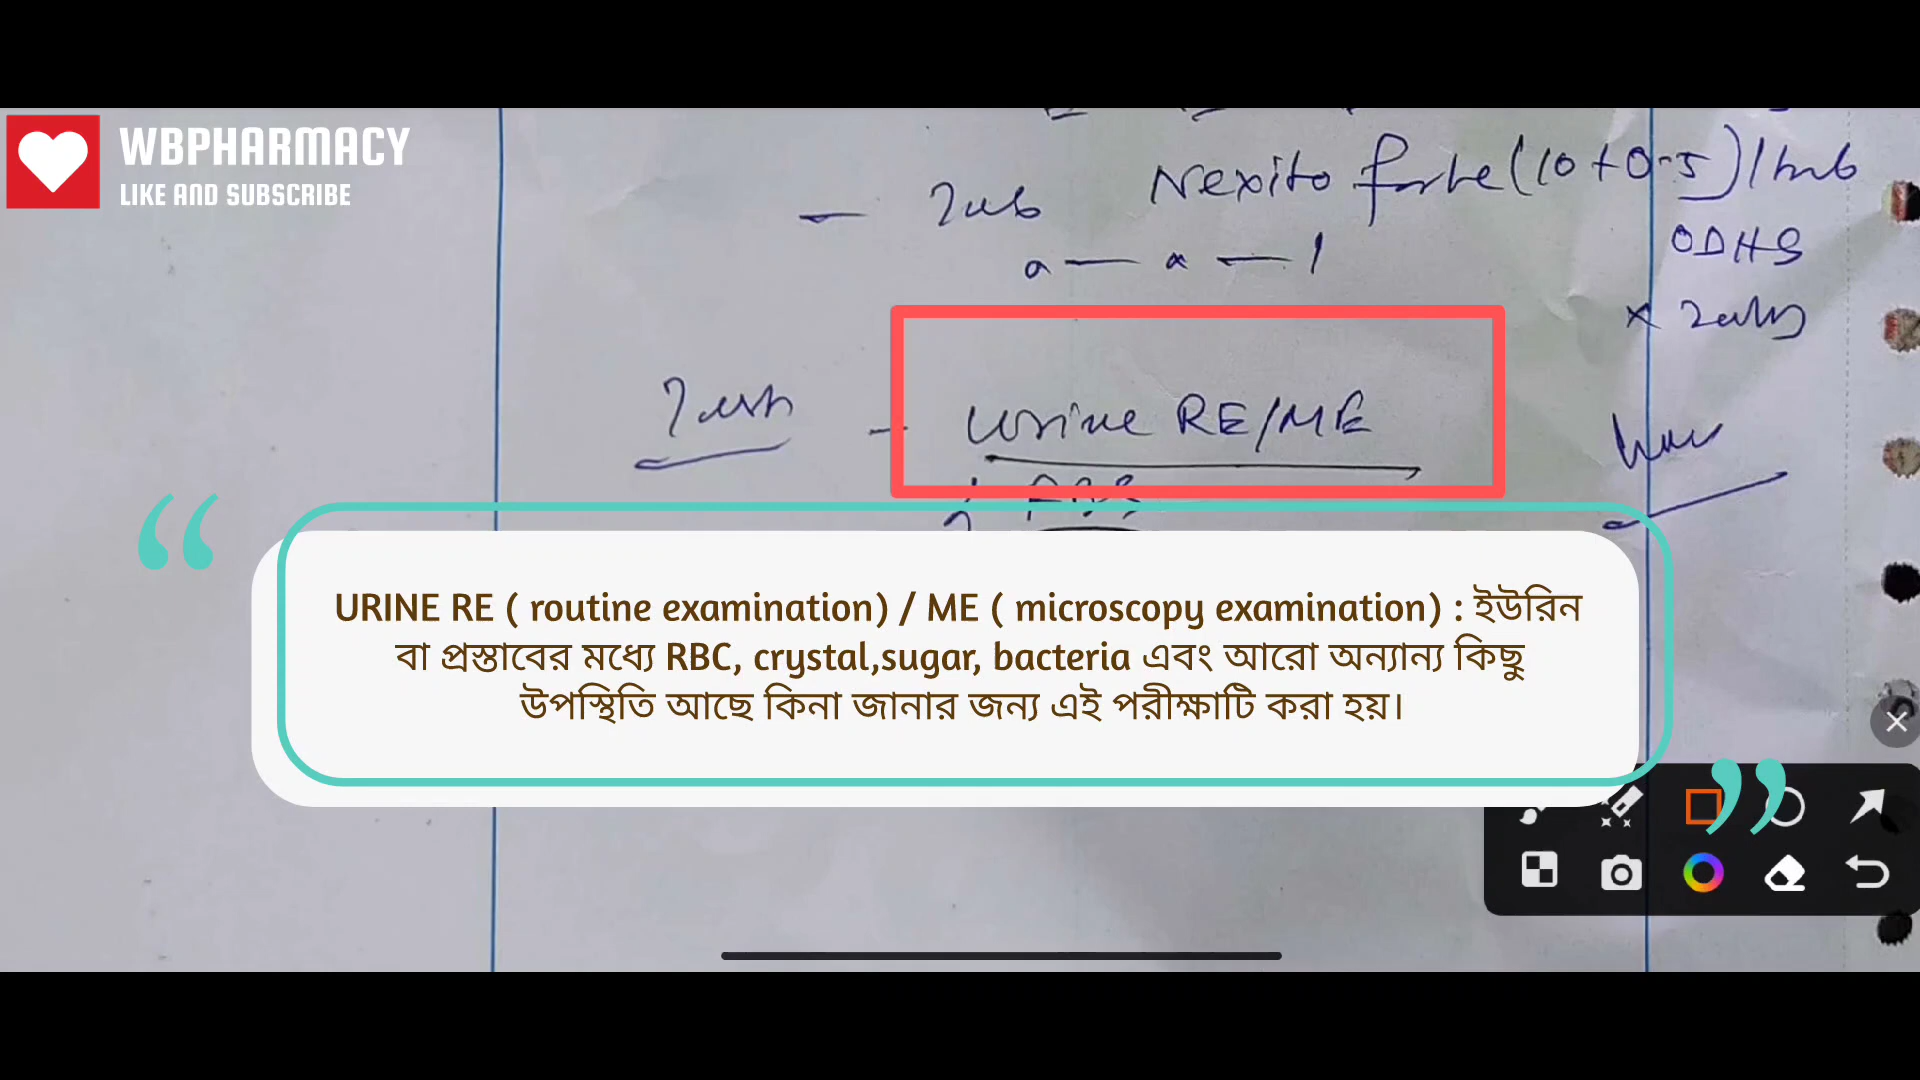 WBPHARMACY
LIKE AND SUBSCRIBE
Tab Nexito forte (10+0.5) 1 tab
ODHS
Urine RE/ME
URINE RE ( routine examination) / ME ( microscopy examination) : ইউরিন
বা প্রস্তাবের মধ্যে RBC, crystal,sugar, bacteria এবং আরো অন্যান্য কিছু
উপস্থিতি আছে কিনা জানার জন্য এই পরীক্ষাটি করা হয়।